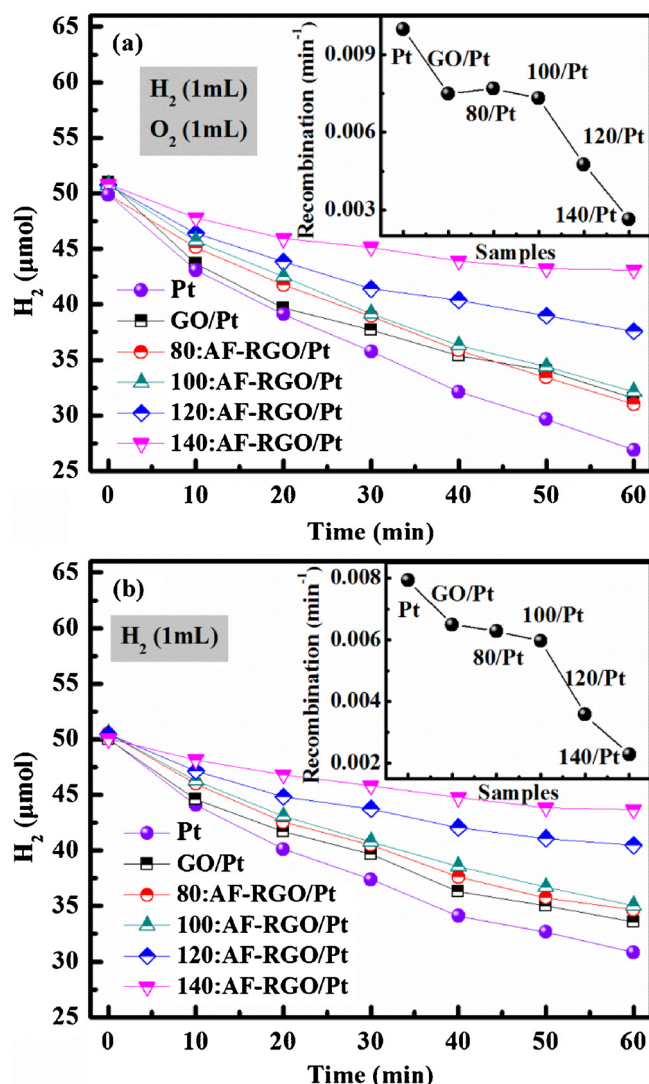 (a)
H₂ (1mL)
O₂ (1mL)
65
60
55
50
45
40
35
30
25
H₂ (μmol)
Pt
GO/Pt
80:AF-RGO/Pt
100:AF-RGO/Pt
120:AF-RGO/Pt
140:AF-RGO/Pt
0 10 20 30 40 50 60
Time (min)
Recombination (min⁻¹)
0.009
0.006
0.003
Pt
GO/Pt
80/Pt
100/Pt
120/Pt
140/Pt
Samples
(b)
H₂ (1mL)
65
60
55
50
45
40
35
30
25
H₂ (μmol)
Pt
GO/Pt
80:AF-RGO/Pt
100:AF-RGO/Pt
120:AF-RGO/Pt
140:AF-RGO/Pt
0 10 20 30 40 50 60
Time (min)
Recombination (min⁻¹)
0.008
0.006
0.004
0.002
Pt
GO/Pt
80/Pt
100/Pt
120/Pt
140/Pt
Samples